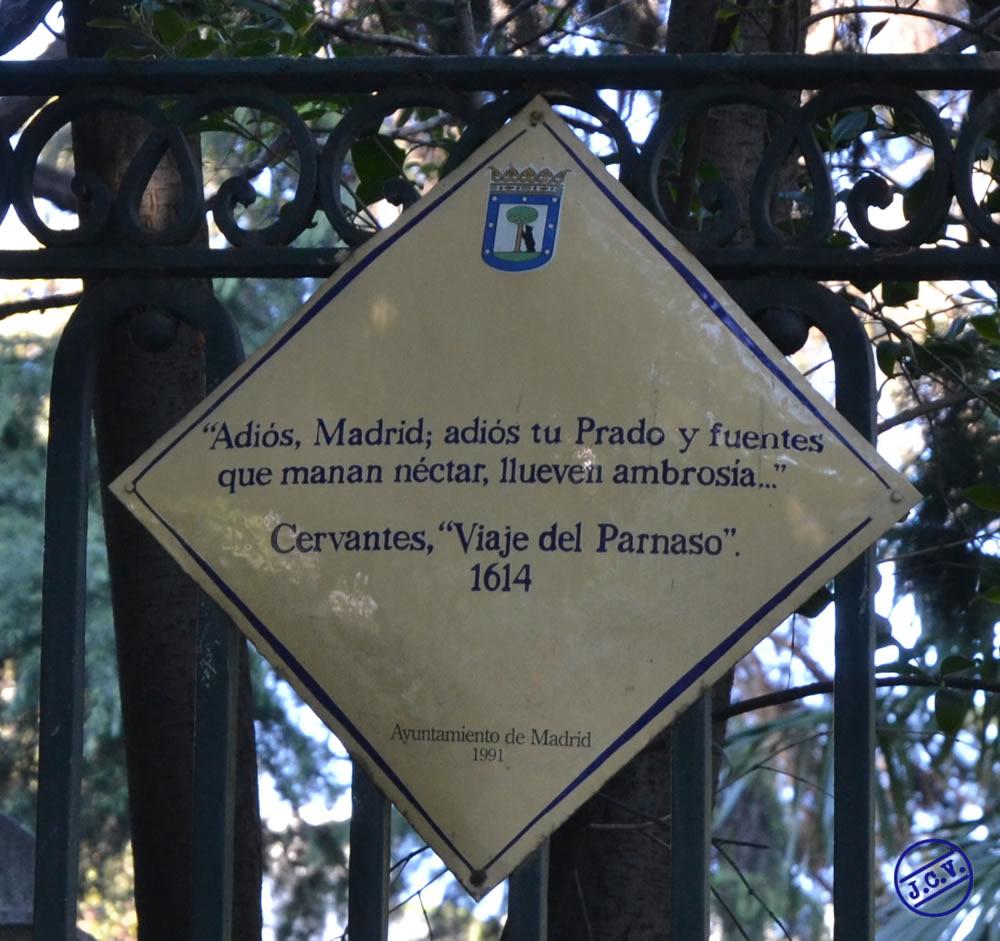 “Adiós, Madrid; adiós tu Prado y fuentes
que manan néctar, llueven ambrosía...”
Cervantes, “Viaje del Parnaso”.
1614
Ayuntamiento de Madrid
1991
J.C.V.